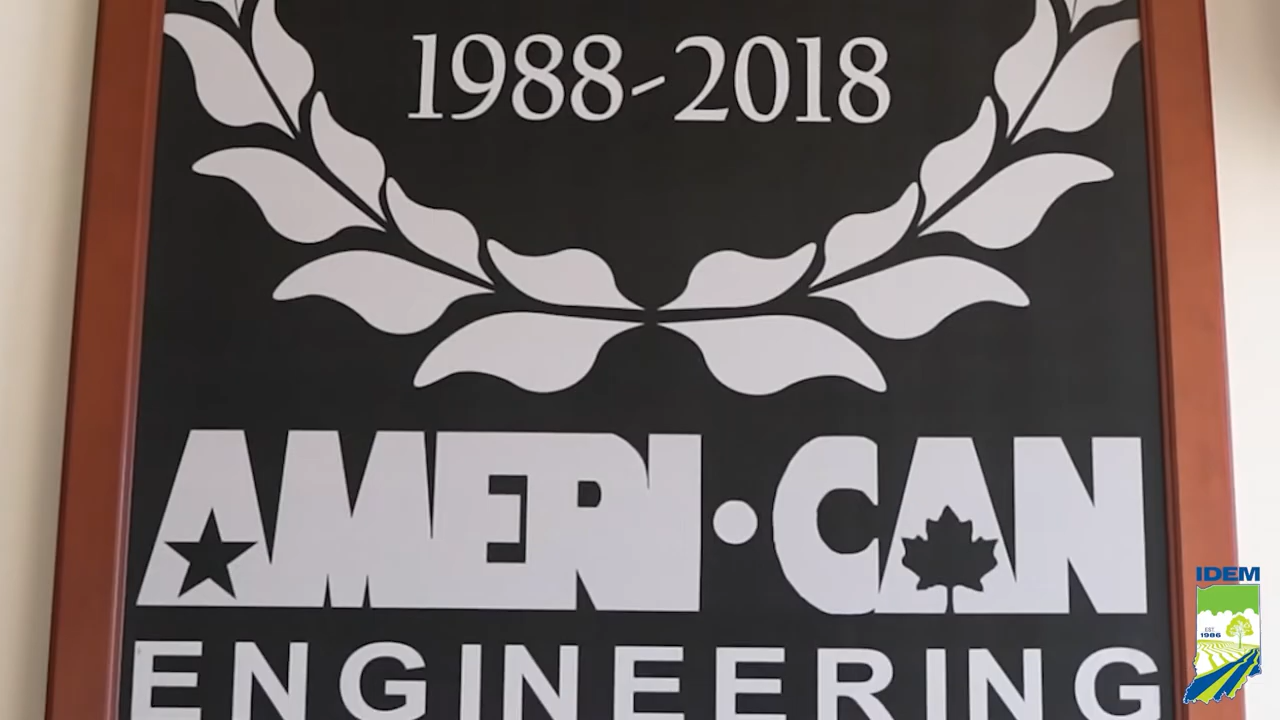 1988-2018
AMERI•CAN
ENGINEERING
IDEM
EST
1986